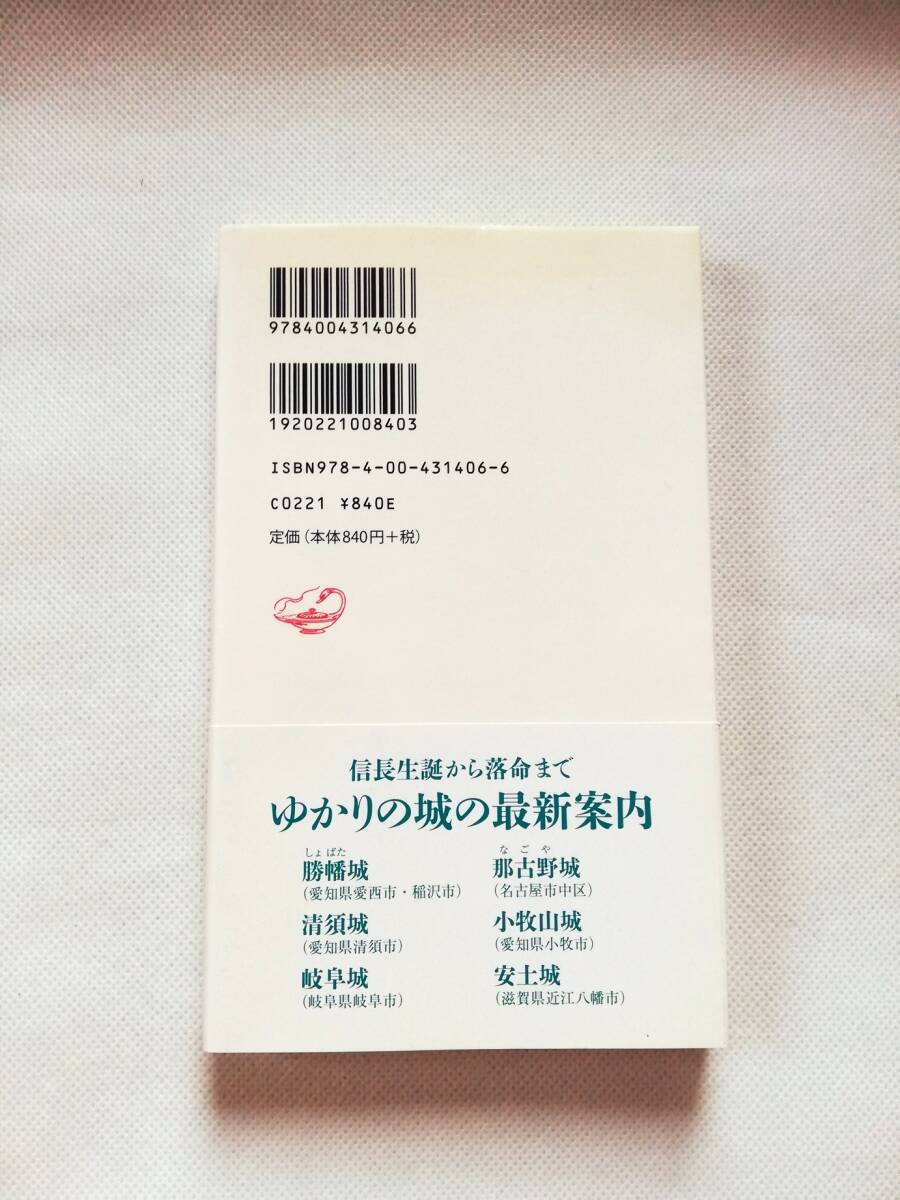 9784004314066
1920221008403
ISBN978-4-00-431406-6
C0221 ¥840E
定価（本体840円+税）
信長生誕から落命まで
ゆかりの城の最新案内
しょばた
勝幡城
（愛知県愛西市・稲沢市）
なごや
那古野城
（名古屋市中区）
清須城
（愛知県清須市）
小牧山城
（愛知県小牧市）
岐阜城
（岐阜県岐阜市）
安土城
（滋賀県近江八幡市）